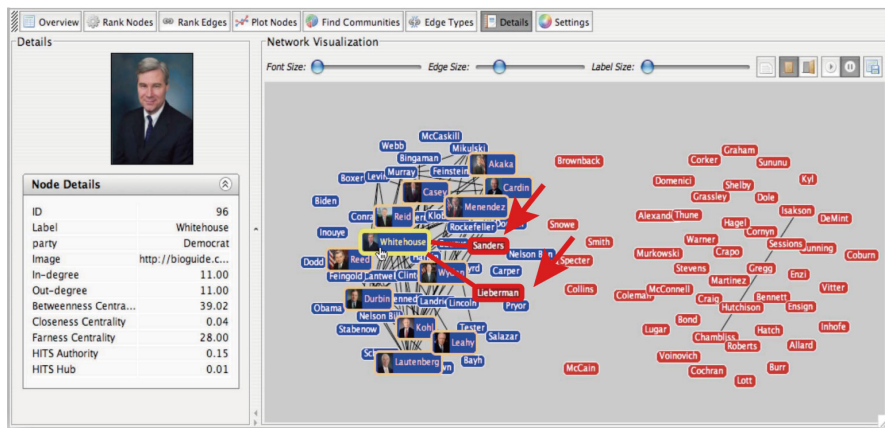 Overview Rank Nodes Rank Edges Plot Nodes Find Communities Edge Types Details Settings
Details
Node Details
ID 96
Label Whitehouse
party Democrat
Image http://bioguide.c...
In-degree 11.00
Out-degree 11.00
Betweenness Centra... 39.02
Closeness Centrality 0.04
Farness Centrality 28.00
HITS Authority 0.15
HITS Hub 0.01
Network Visualization
Font Size: Edge Size: Label Size:
McCaskill
Webb Mikulski
Bingaman Akaka
Boxer Murray Feinstein
Casey Cardin
Biden Menendez
Reid
Rockefeller
Inouye Whitehouse Sanders
Dodd Reed Nelson
Feingold Clint Carper
Durbin Lieberman
Obama Landri Lincoln Pryor
Nelson
Stabenow Kohl Tester Salazar
Leahy
Lautenberg Bayh
Brownback
Snowe
Smith
Specter
Collins
McCain
Graham
Corker Sununu
Domenici Shelby Kyl
Grassley Dole
Alexand Thune Isakson
Hagel DeMint
Cornyn
Warner Sessions
Murkowski Crapo Coburn
Stevens Gregg Enzi
Martinez
Coleman McConnell Vitter
Craig Bennett
Hutchison Ensign
Bond
Lugar Hatch Inhofe
Chambliss
Roberts Allard
Voinovich
Cochran Burr
Lott